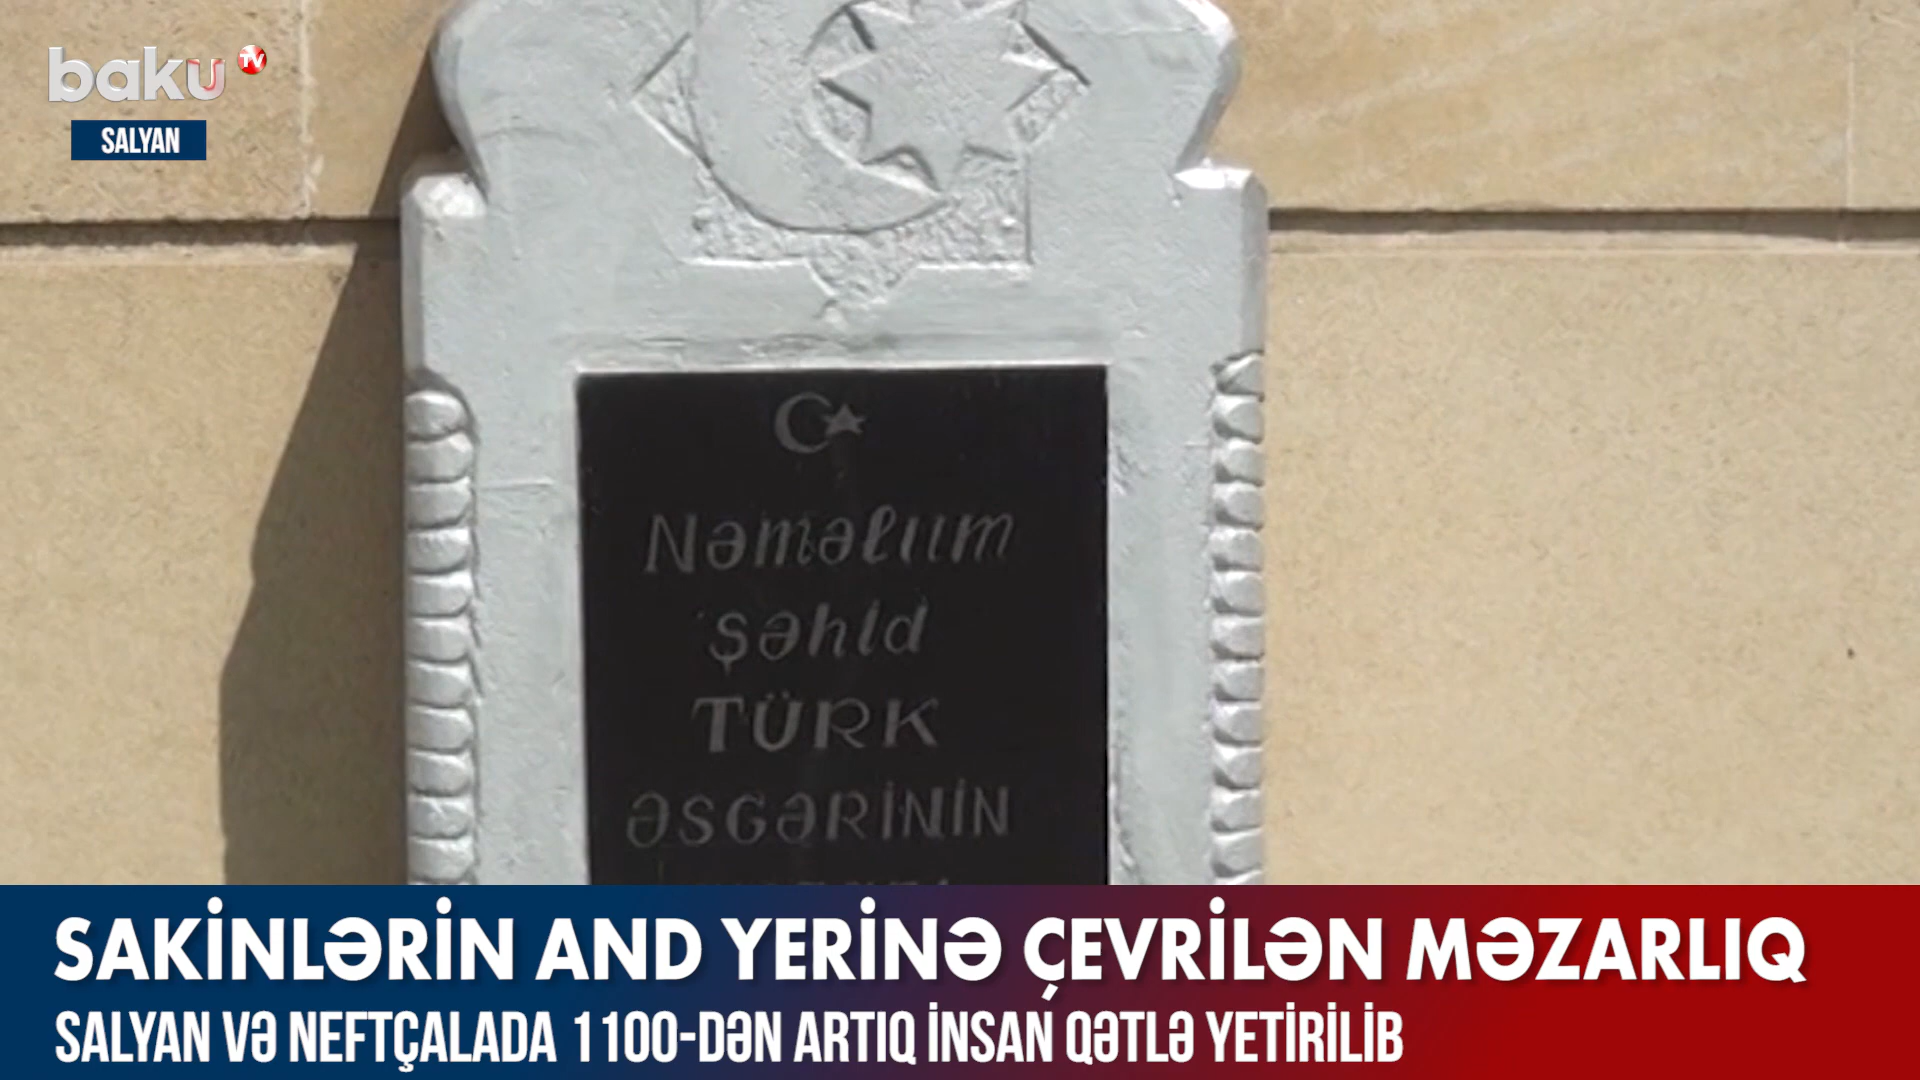 baku TV
SALYAN
Nəməlum
şəhid
TÜRK
ƏSGƏRİNİN
SAKİNLƏRİN AND YERİNƏ ÇEVRİLƏN MƏZARLIQ
SALYAN VƏ NEFTÇALADA 1100-DƏN ARTIQ İNSAN QƏTLƏ YETİRİLİB